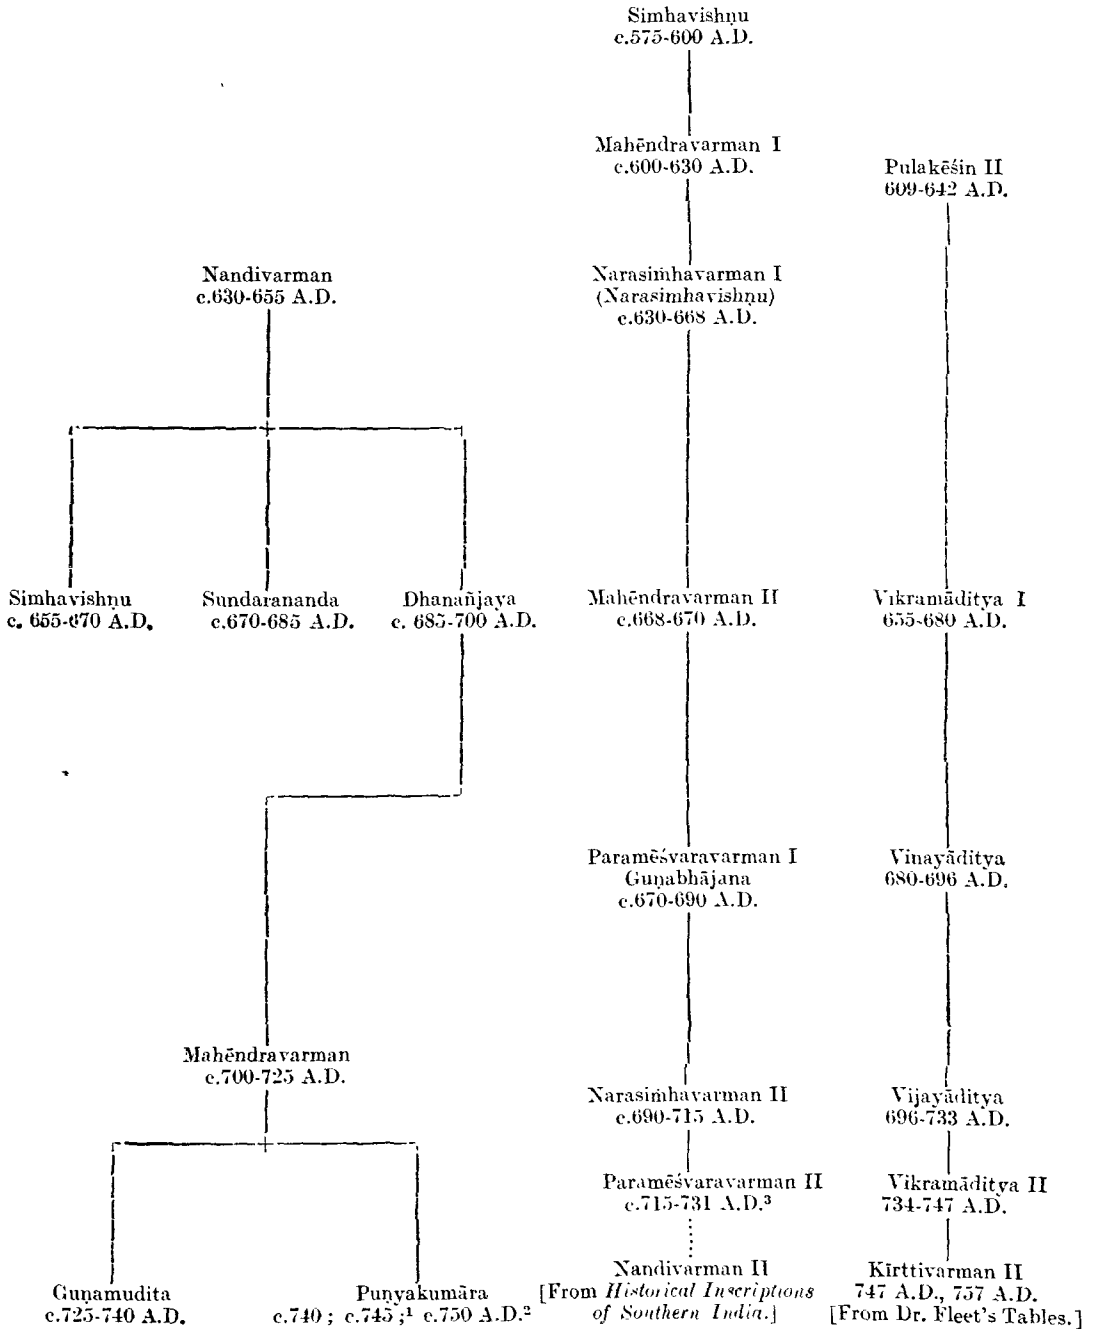 Simhavishṇu
c.575-600 A.D.
Mahēndravarman I
c.600-630 A.D.
Pulakēśin II
609-642 A.D.
Nandivarman
c.630-655 A.D.
Narasiṁhavarman I
(Narasimhavishṇu)
c.630-668 A.D.
Simhavishṇu
c. 655-670 A.D.
Sundarananda
c.670-685 A.D.
Dhanañjaya
c. 685-700 A.D.
Mahēndravarman II
c.668-670 A.D.
Vikramāditya I
655-680 A.D.
Paramēśvaravarman I
Guṇabhājana
c.670-690 A.D.
Vinayāditya
680-696 A.D.
Mahēndravarman
c.700-725 A.D.
Narasiṁhavarman II
c.690-715 A.D.
Vijayāditya
696-733 A.D.
Paramēśvaravarman II
c.715-731 A.D.³
Vikramāditya II
734-747 A.D.
Guṇamudita
c.725-740 A.D.
Puṇyakumāra
c.740 ; c.745 ;¹ c.750 A.D.²
Nandivarman II
[From Historical Inscriptions
of Southern India.]
Kīrttivarman II
747 A.D., 757 A.D.
[From Dr. Fleet's Tables.]